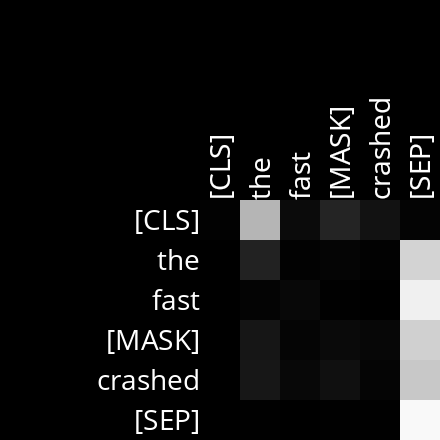 [CLS] the fast [MASK] crashed [SEP]
[CLS]
the
fast
[MASK]
crashed
[SEP]